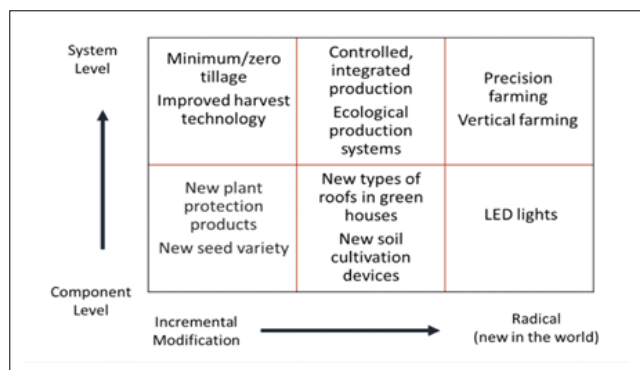 System
Level
Minimum/zero
tillage
Improved harvest
technology
Controlled,
integrated
production
Ecological
production
systems
Precision
farming
Vertical farming
New plant
protection
products
New seed variety
New types of
roofs in green
houses
New soil
cultivation
devices
LED lights
Component
Level
Incremental
Modification
Radical
(new in the world)